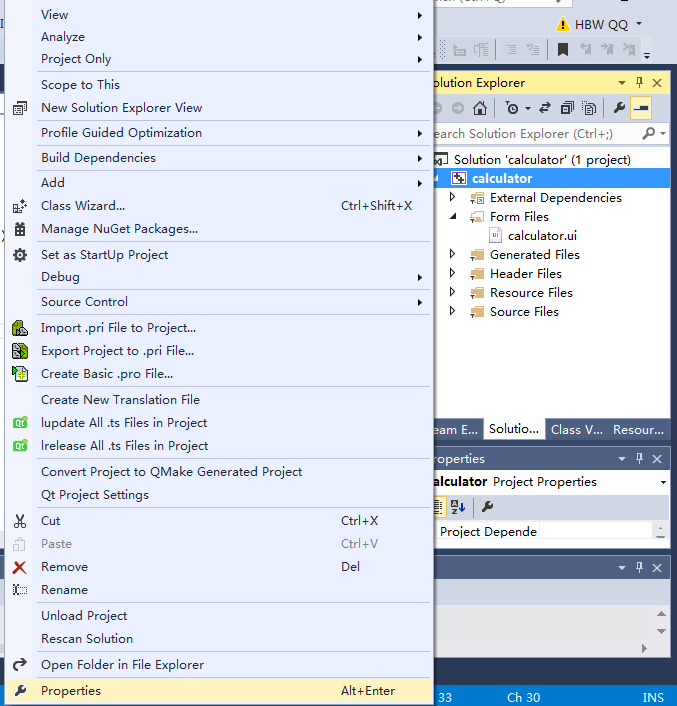 HBW QQ
View
Analyze
Project Only
Scope to This
New Solution Explorer View
Profile Guided Optimization
Build Dependencies
Add
Class Wizard... Ctrl+Shift+X
Manage NuGet Packages...
Set as StartUp Project
Debug
Source Control
Import .pri File to Project...
Export Project to .pri File...
Create Basic .pro File...
Create New Translation File
lupdate All .ts Files in Project
lrelease All .ts Files in Project
Convert Project to QMake Generated Project
Qt Project Settings
Cut Ctrl+X
Paste Ctrl+V
Remove Del
Rename
Unload Project
Rescan Solution
Open Folder in File Explorer
Properties Alt+Enter
olution Explorer
earch Solution Explorer (Ctrl+;)
Solution 'calculator' (1 project)
calculator
External Dependencies
Form Files
calculator.ui
Generated Files
Header Files
Resource Files
Source Files
eam E... Solutio... Class V... Resour...
roperties
alculator Project Properties
Project Depende
33 Ch 30 INS